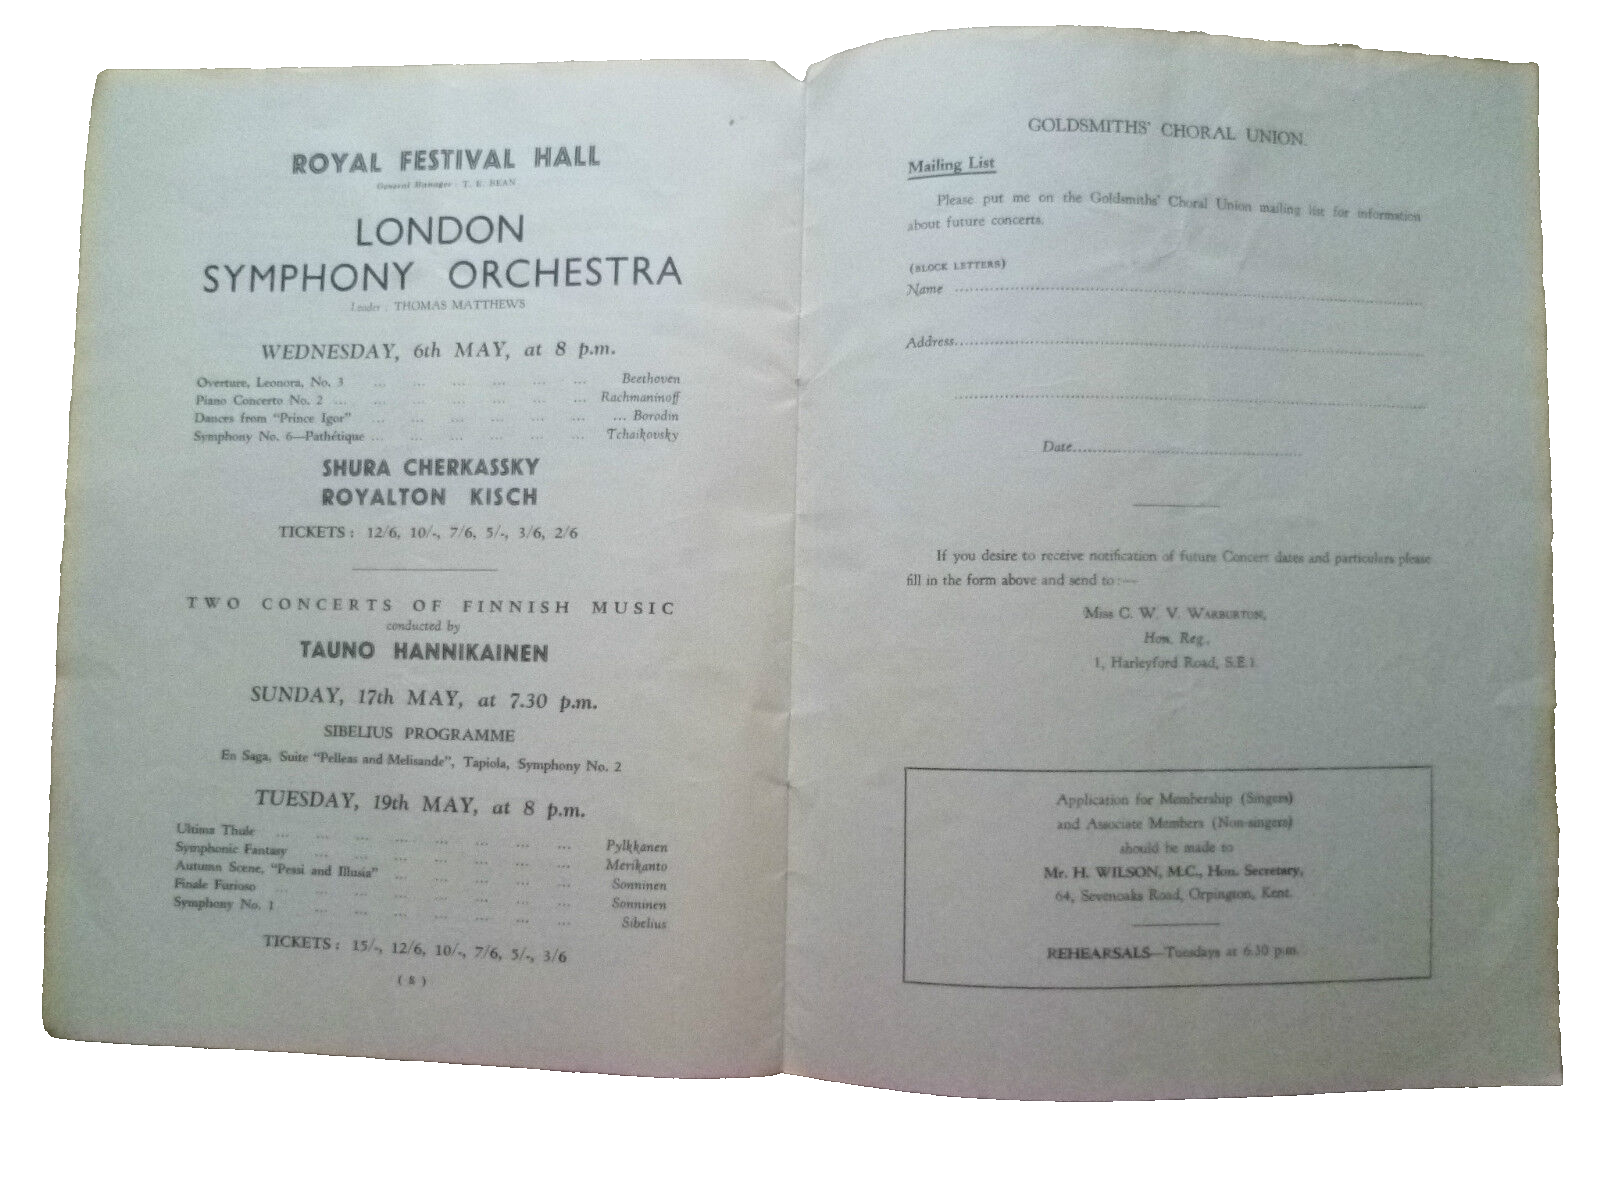 ROYAL FESTIVAL HALL
General Manager : T. E. BEAN
LONDON
SYMPHONY ORCHESTRA
Leader : THOMAS MATTHEWS
WEDNESDAY, 6th MAY, at 8 p.m.
Overture, Leonora, No. 3 ... ... ... ... ... ... Beethoven
Piano Concerto No. 2 ... ... ... ... ... ... ... Rachmaninoff
Dances from "Prince Igor" ... ... ... ... ... ... ... Borodin
Symphony No. 6—Pathétique ... ... ... ... ... ... Tchaikovsky
SHURA CHERKASSKY
ROYALTON KISCH
TICKETS : 12/6, 10/-, 7/6, 5/-, 3/6, 2/6
TWO CONCERTS OF FINNISH MUSIC
conducted by
TAUNO HANNIKAINEN
SUNDAY, 17th MAY, at 7.30 p.m.
SIBELIUS PROGRAMME
En Saga, Suite "Pelleas and Melisande", Tapiola, Symphony No. 2
TUESDAY, 19th MAY, at 8 p.m.
Ultima Thule ... ... ... ... ... ... ... ... Pylkkanen
Symphonic Fantasy ... ... ... ... ... ... ... Merikanto
Autumn Scene, "Pessi and Illusia" ... ... ... ... ... Sonninen
Finale Furioso ... ... ... ... ... ... ... ... Sonninen
Symphony No. 1 ... ... ... ... ... ... ... Sibelius
TICKETS : 15/-, 12/6, 10/-, 7/6, 5/-, 3/6
( 8 )
GOLDSMITHS' CHORAL UNION.
Mailing List
Please put me on the Goldsmiths' Choral Union mailing list for information
about future concerts.
(BLOCK LETTERS)
Name ....................
Address....................
....................
Date....................
If you desire to receive notification of future Concert dates and particulars please
fill in the form above and send to :—
Miss C. W. V. WARBURTON,
Hon. Reg.,
1, Harleyford Road, S.E.1.
Application for Membership (Singers)
and Associate Members (Non-singers)
should be made to
Mr. H. WILSON, M.C., Hon. Secretary,
64, Sevenoaks Road, Orpington, Kent.
REHEARSALS—Tuesdays at 6.30 p.m.